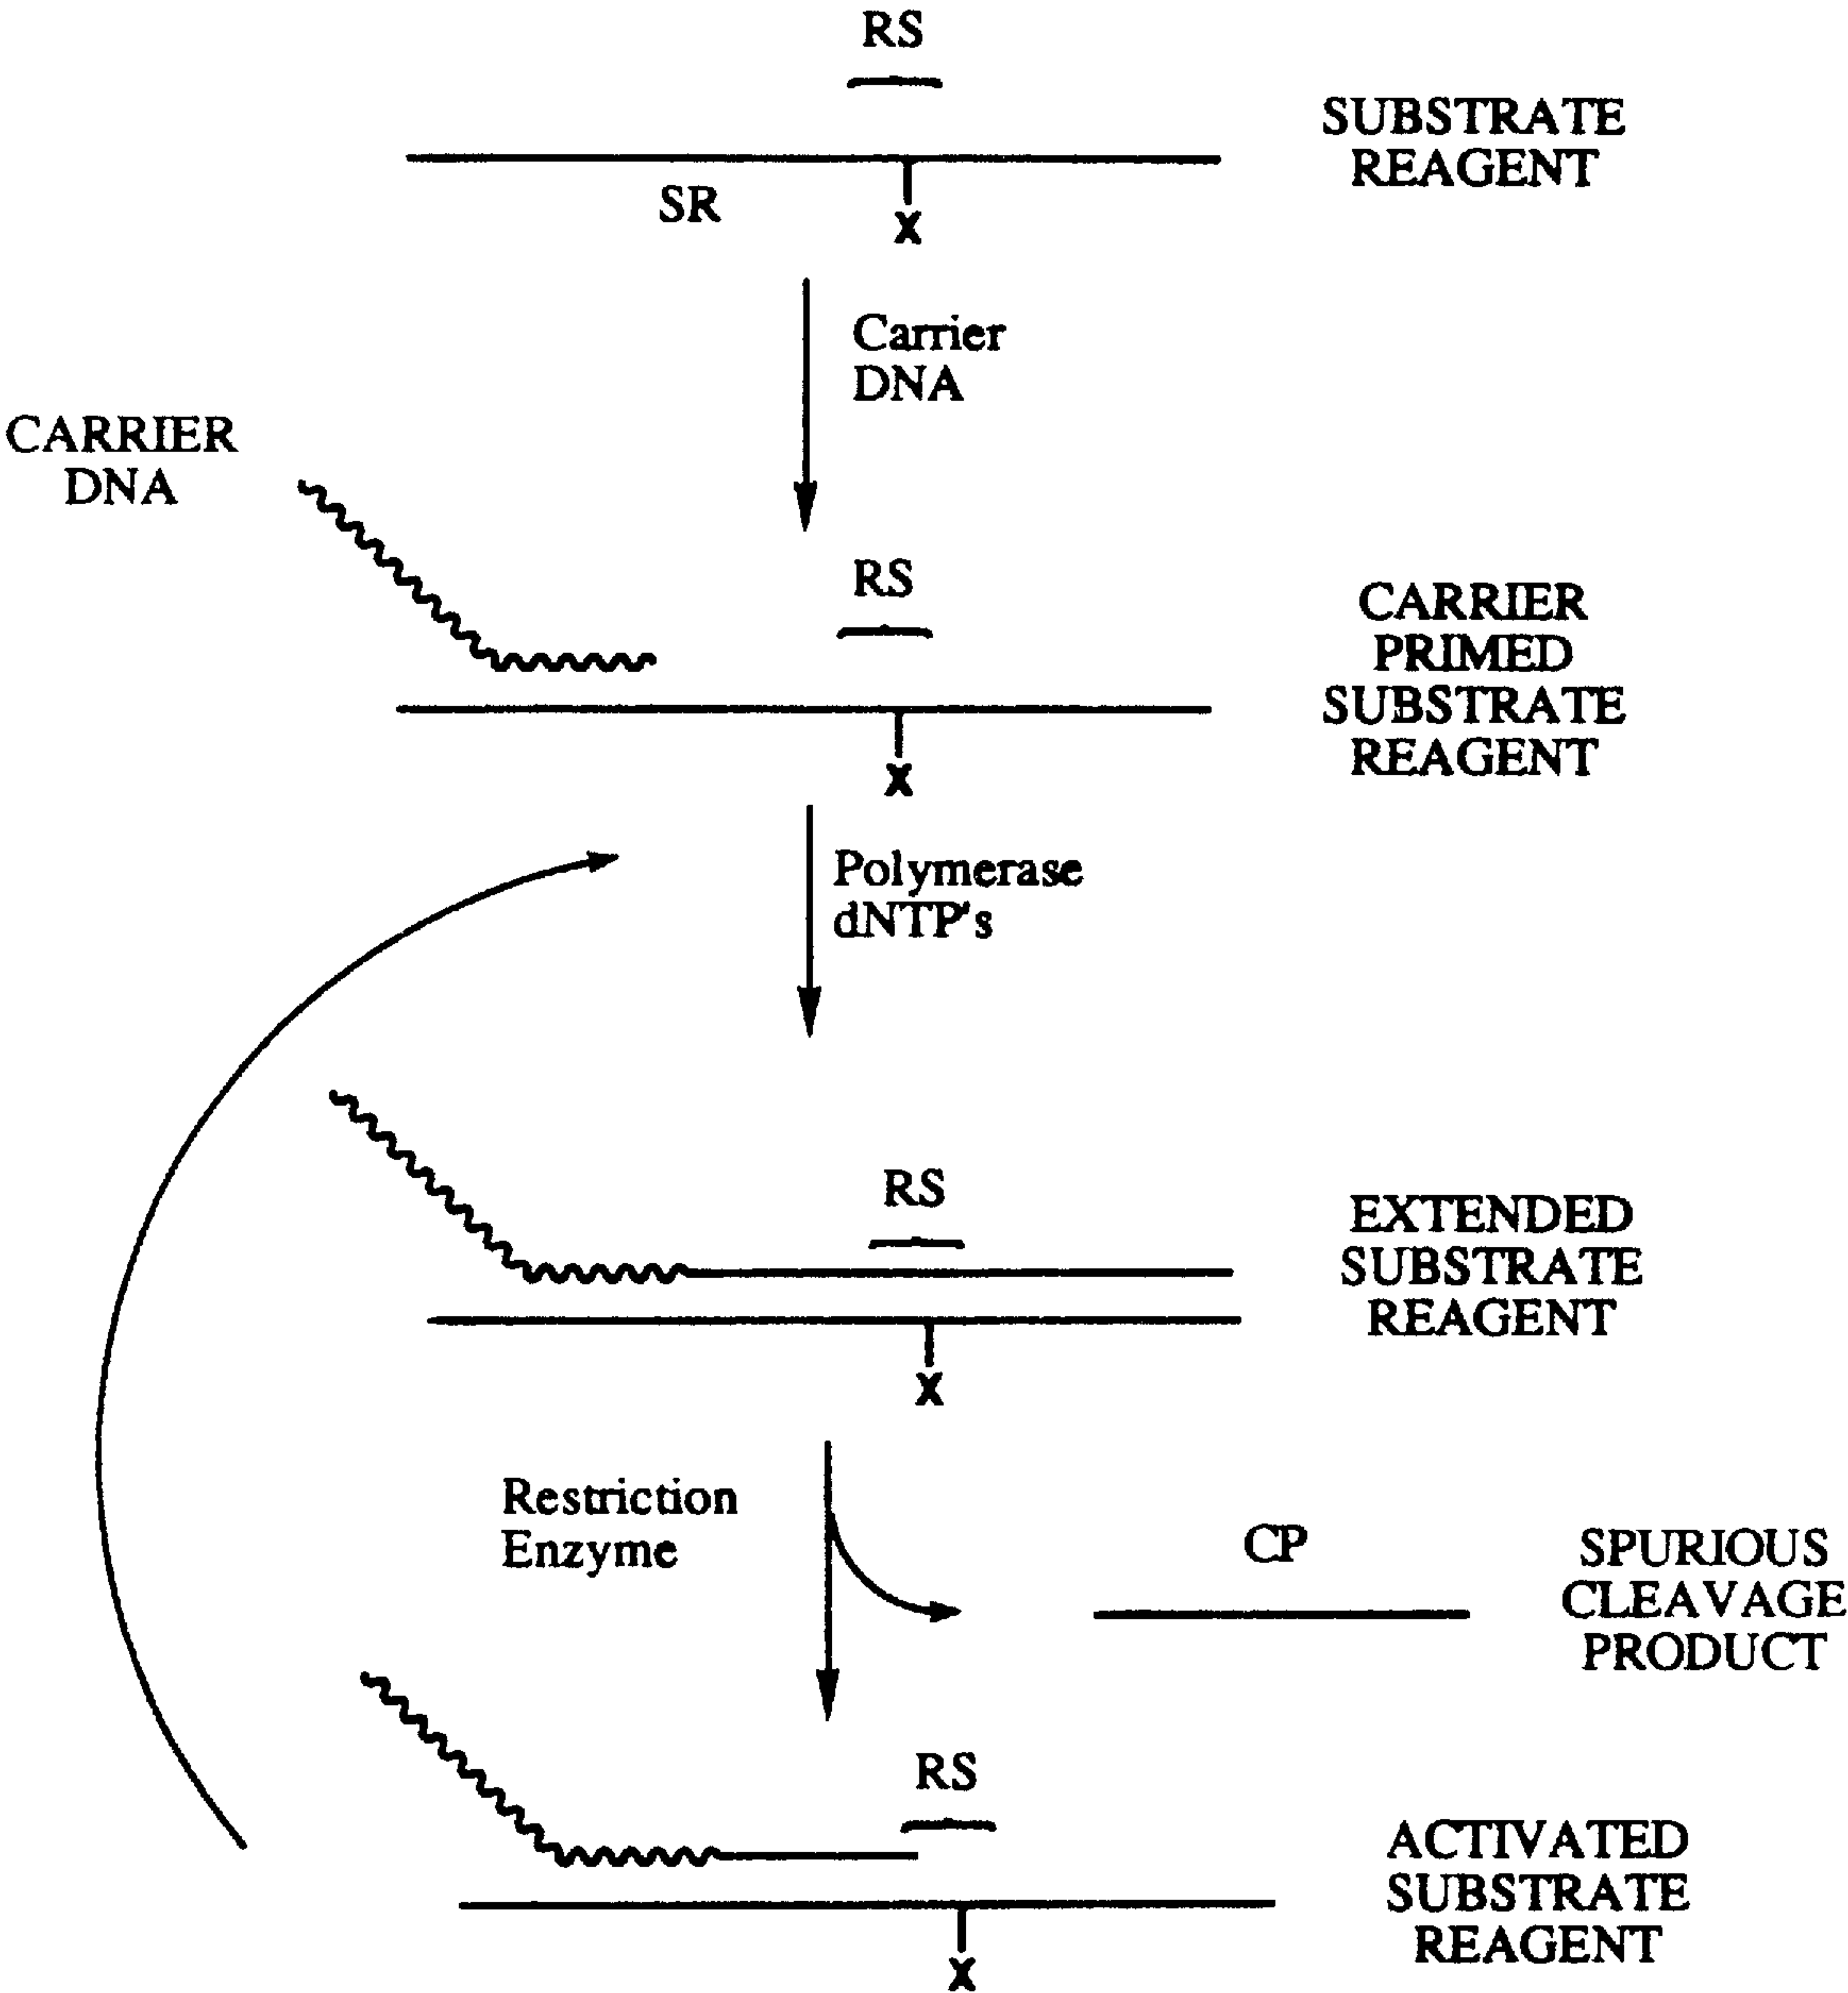 RS
SUBSTRATE
REAGENT
SR
X
Carrier
DNA
CARRIER
DNA
RS
CARRIER
PRIMED
SUBSTRATE
REAGENT
X
Polymerase
dNTP's
RS
EXTENDED
SUBSTRATE
REAGENT
X
Restriction
Enzyme
CP
SPURIOUS
CLEAVAGE
PRODUCT
RS
ACTIVATED
SUBSTRATE
REAGENT
X